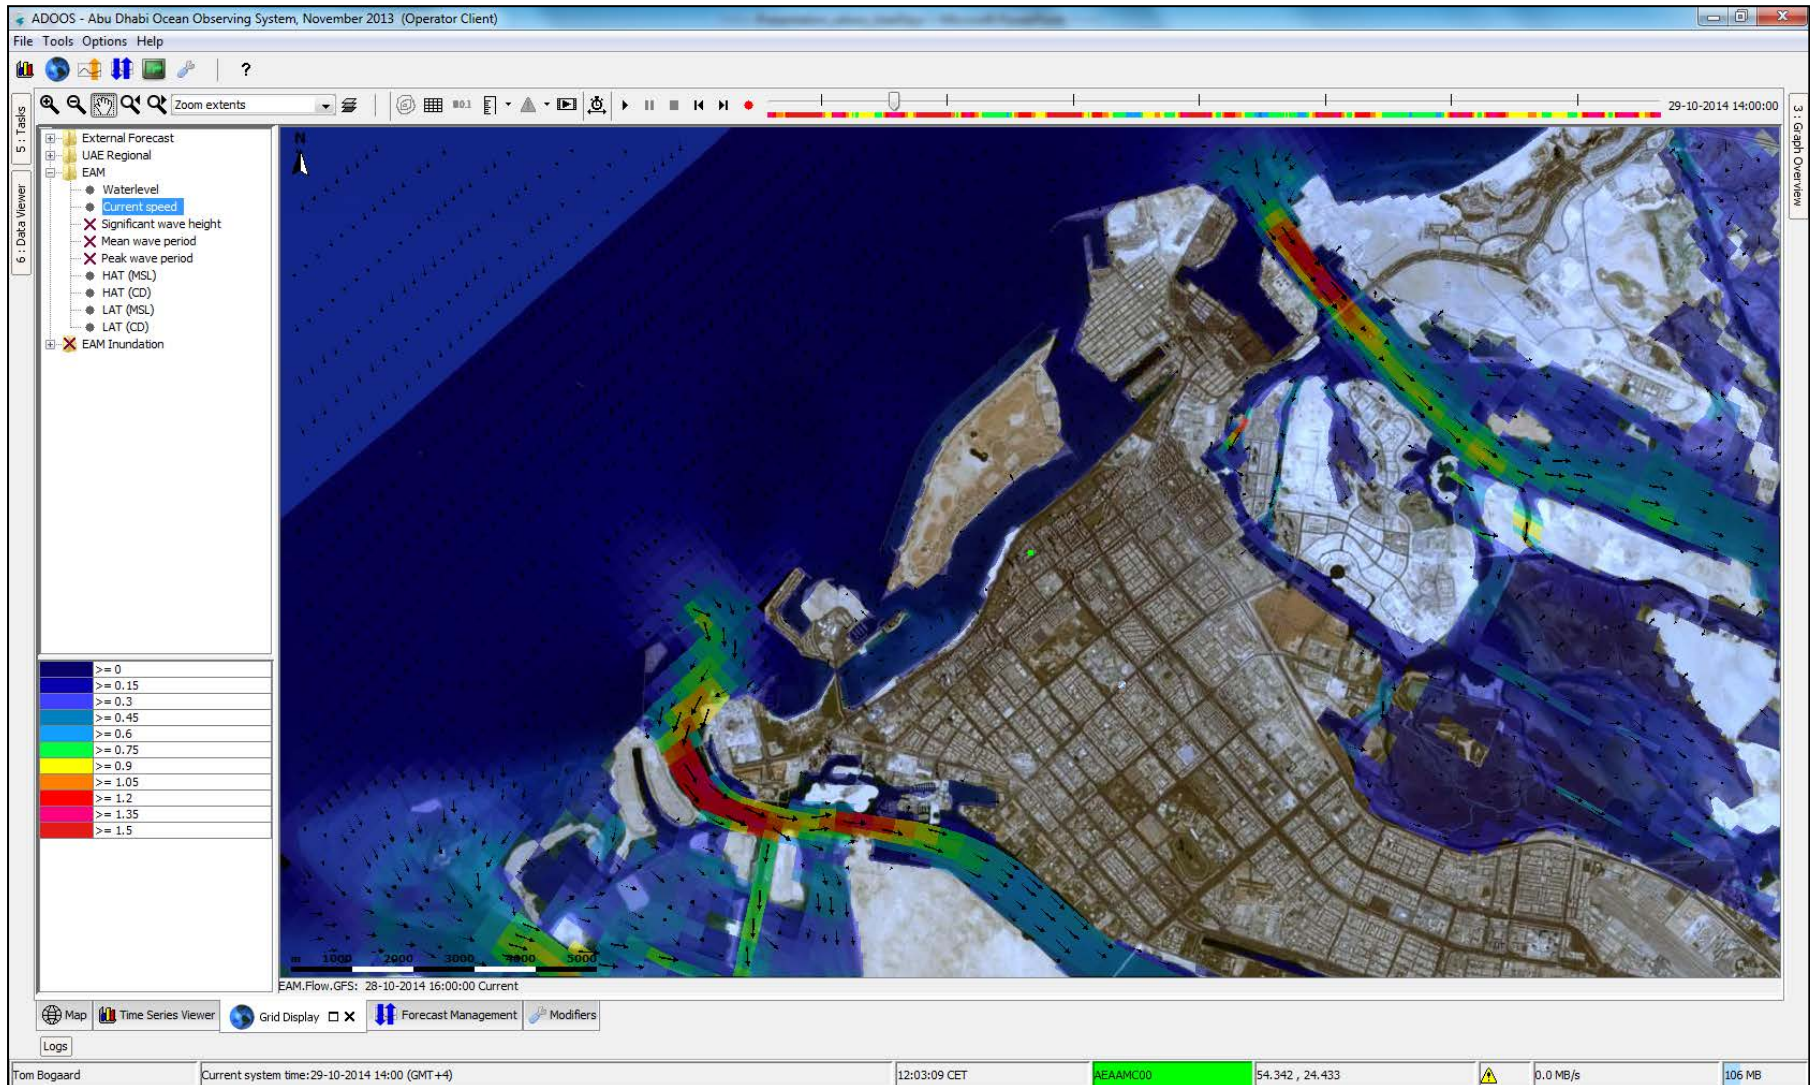 ADOOS - Abu Dhabi Ocean Observing System, November 2013 (Operator Client)
File Tools Options Help
?
Zoom extents
29-10-2014 14:00:00
5 : Tasks
6 : Data Viewer
3 : Graph Overview
External Forecast
UAE Regional
EAM
Waterlevel
Current speed
Significant wave height
Mean wave period
Peak wave period
HAT (MSL)
HAT (CD)
LAT (MSL)
LAT (CD)
EAM Inundation
N
>= 0
>= 0.15
>= 0.3
>= 0.45
>= 0.6
>= 0.75
>= 0.9
>= 1.05
>= 1.2
>= 1.35
>= 1.5
m 1000 2000 3000 4000 5000
EAM.Flow.GFS: 28-10-2014 16:00:00 Current
Map Time Series Viewer Grid Display Forecast Management Modifiers
Logs
Tom Bogaard Current system time:29-10-2014 14:00 (GMT+4) 12:03:09 CET AEAAMC00 54.342 , 24.433 0.0 MB/s 106 MB